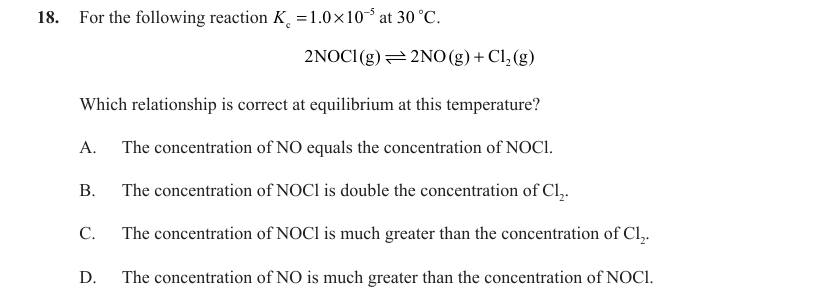 18. For the following reaction K꜀ = 1.0×10⁻⁵ at 30 °C.
2NOCl(g) ⇌ 2NO(g) + Cl₂(g)
Which relationship is correct at equilibrium at this temperature?
A. The concentration of NO equals the concentration of NOCl.
B. The concentration of NOCl is double the concentration of Cl₂.
C. The concentration of NOCl is much greater than the concentration of Cl₂.
D. The concentration of NO is much greater than the concentration of NOCl.